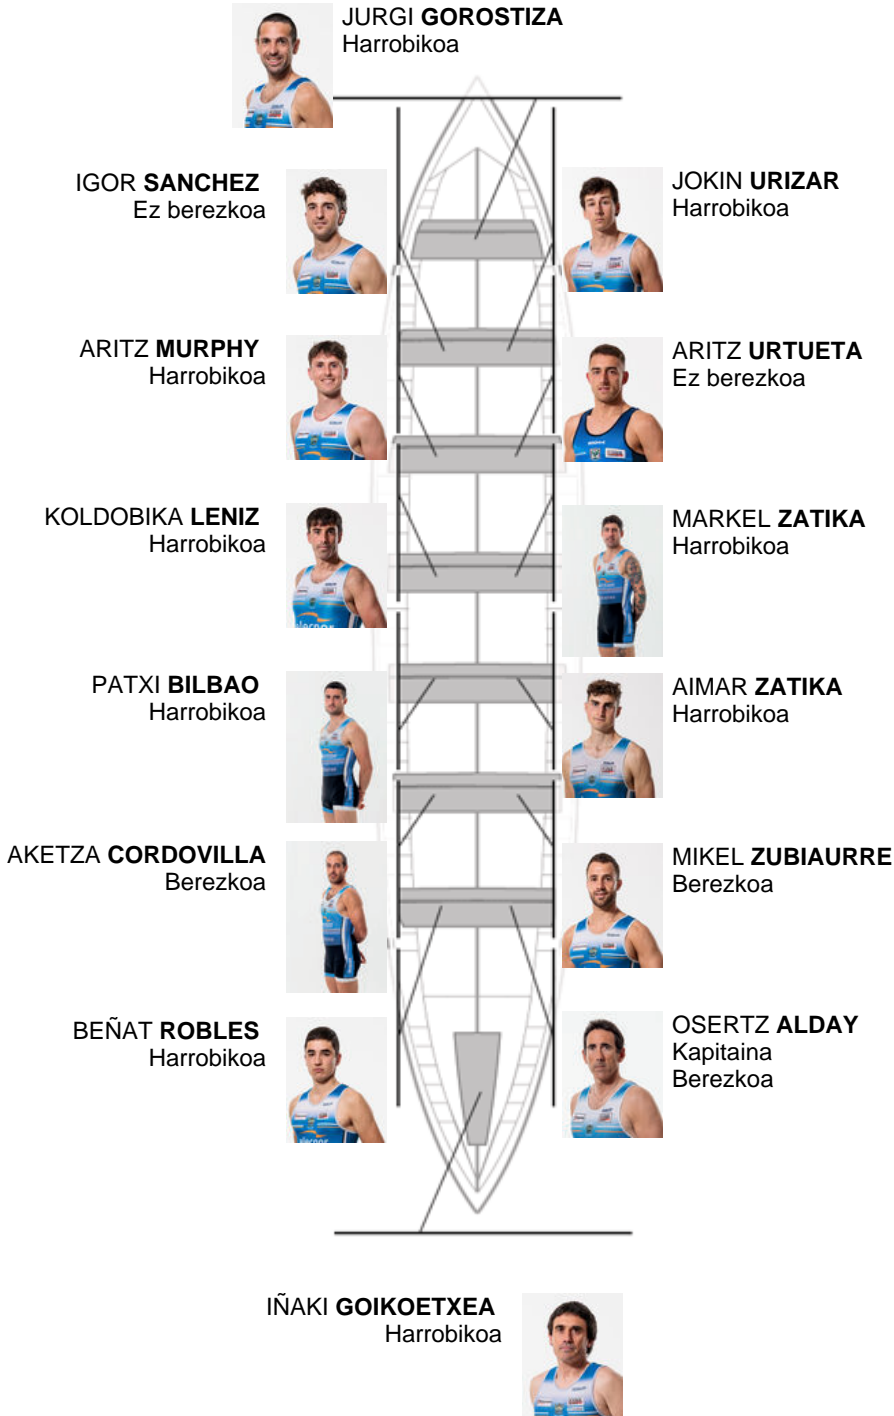 JURGI GOROSTIZA
Harrobikoa
IGOR SANCHEZ
Ez berezkoa
JOKIN URIZAR
Harrobikoa
ARITZ MURPHY
Harrobikoa
ARITZ URTUETA
Ez berezkoa
KOLDOBIKA LENIZ
Harrobikoa
MARKEL ZATIKA
Harrobikoa
PATXI BILBAO
Harrobikoa
AIMAR ZATIKA
Harrobikoa
AKETZA CORDOVILLA
Berezkoa
MIKEL ZUBIAURRE
Berezkoa
BEÑAT ROBLES
Harrobikoa
OSERTZ ALDAY
Kapitaina
Berezkoa
IÑAKI GOIKOETXEA
Harrobikoa